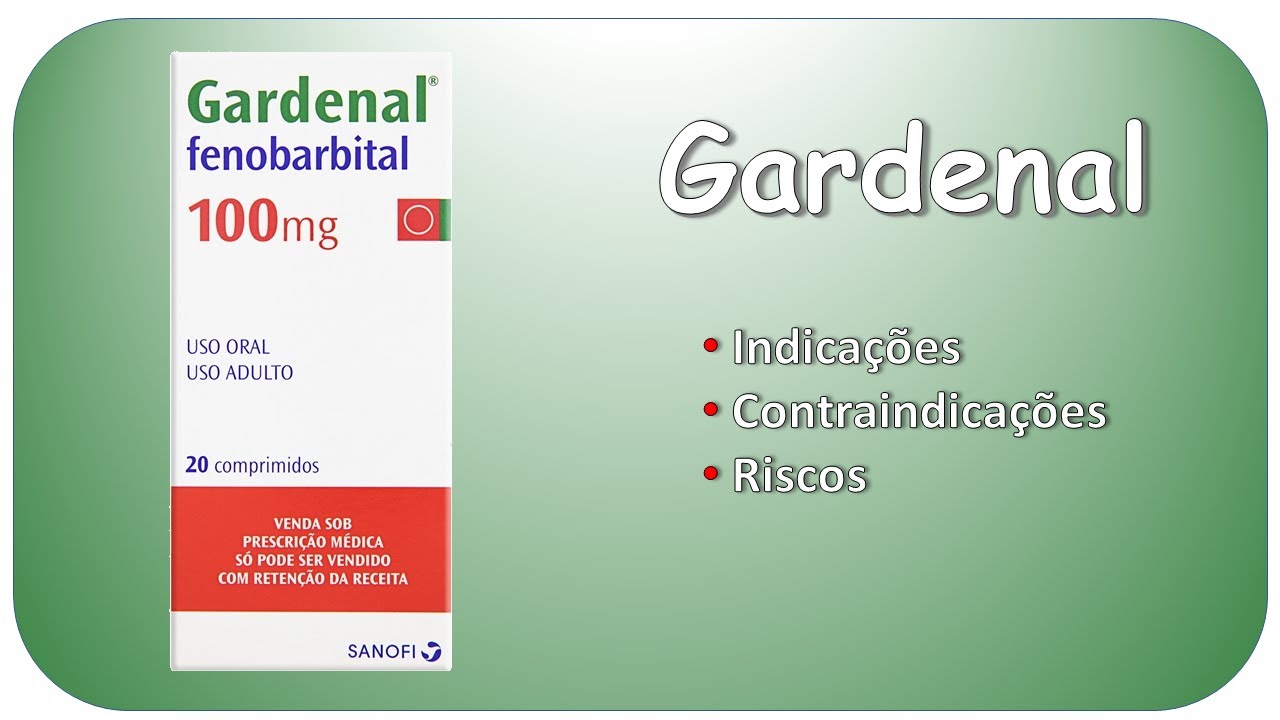 Gardenal®
fenobarbital
100mg
USO ORAL
USO ADULTO
20 comprimidos
VENDA SOB
PRESCRIÇÃO MÉDICA
SÓ PODE SER VENDIDO
COM RETENÇÃO DA RECEITA
SANOFI
Gardenal
• Indicações
• Contraindicações
• Riscos